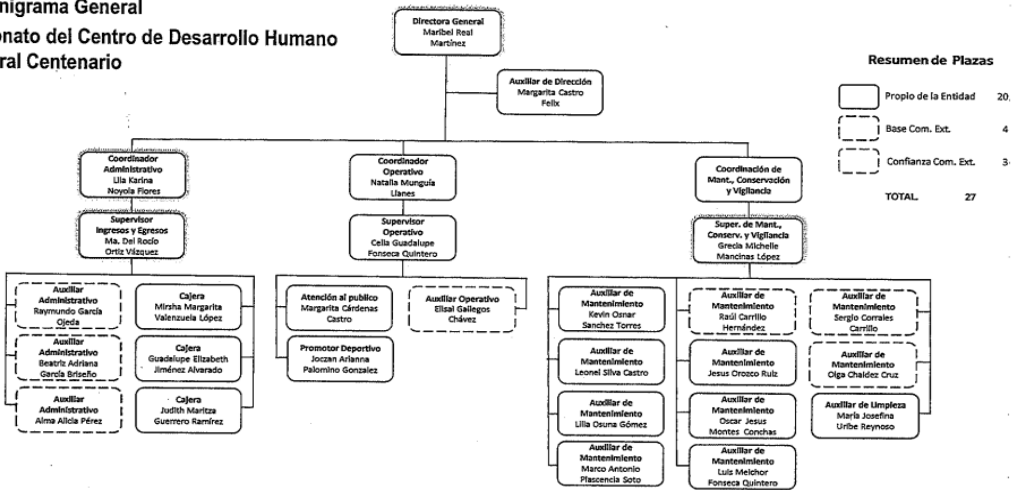 nigrama General
onato del Centro de Desarrollo Humano
ral Centenario
Directora General
Maribel Real
Martínez
Auxiliar de Dirección
Margarita Castro
Felix
Resumen de Plazas
Propio de la Entidad 20
Base Com. Ext. 4
Confianza Com. Ext. 3
TOTAL 27
Coordinador
Administrativo
Lila Karina
Noyola Flores
Coordinador
Operativo
Natalia Munguía
Llanes
Coordinación de
Mant., Conservación
y Vigilancia
Supervisor
Ingresos y Egresos
Ma. Del Rocío
Ortiz Vázquez
Supervisor
Operativo
Celia Guadalupe
Fonseca Quintero
Super. de Mant.,
Conserv. y Vigilancia
Grecia Michelle
Mancinas López
Auxiliar
Administrativo
Raymundo García
Ojeda
Cajera
Mirsha Margarita
Valenzuela López
Auxiliar
Administrativo
Beatriz Adriana
García Briseño
Cajera
Guadalupe Elizabeth
Jiménez Alvarado
Auxiliar
Administrativo
Alma Alicia Pérez
Cajera
Judith Maritza
Guerrero Ramírez
Atención al publico
Margarita Cárdenas
Castro
Auxiliar Operativo
Elisai Gallegos
Chávez
Promotor Deportivo
Joczan Arianna
Palomino Gonzalez
Auxiliar de
Mantenimiento
Kevin Osnar
Sanchez Torres
Auxiliar de
Mantenimiento
Raúl Carrillo
Hernández
Auxiliar de
Mantenimiento
Sergio Corrales
Carrillo
Auxiliar de
Mantenimiento
Leonel Silva Castro
Auxiliar de
Mantenimiento
Jesus Orozco Ruiz
Auxiliar de
Mantenimiento
Olga Chaidez Cruz
Auxiliar de
Mantenimiento
Lilia Osuna Gómez
Auxiliar de
Mantenimiento
Oscar Jesus
Montes Conchas
Auxiliar de Limpieza
María Josefina
Uribe Reynoso
Auxiliar de
Mantenimiento
Marco Antonio
Plascencia Soto
Auxiliar de
Mantenimiento
Luis Melchor
Fonseca Quintero